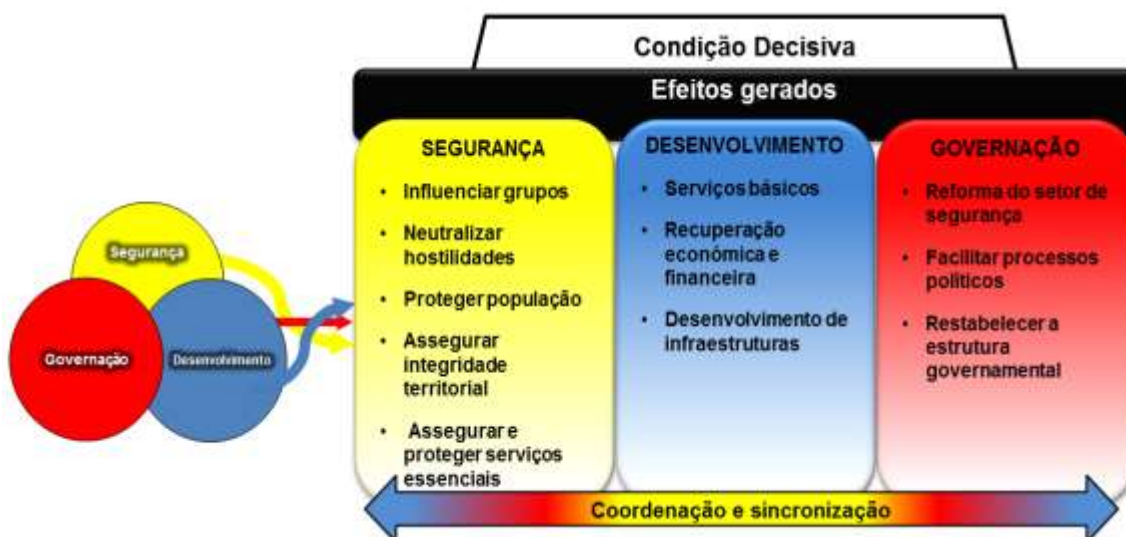 Condição Decisiva
Efeitos gerados
SEGURANÇA
• Influenciar grupos
• Neutralizar
hostilidades
• Proteger população
• Assegurar
integridade
territorial
• Assegurar e
proteger serviços
essenciais
DESENVOLVIMENTO
• Serviços básicos
• Recuperação
económica e
financeira
• Desenvolvimento de
infraestruturas
GOVERNAÇÃO
• Reforma do setor de
segurança
• Facilitar processos
politicos
• Restabelecer a
estrutura
governamental
Segurança
Governação
Desenvolvimento
Coordenação e sincronização